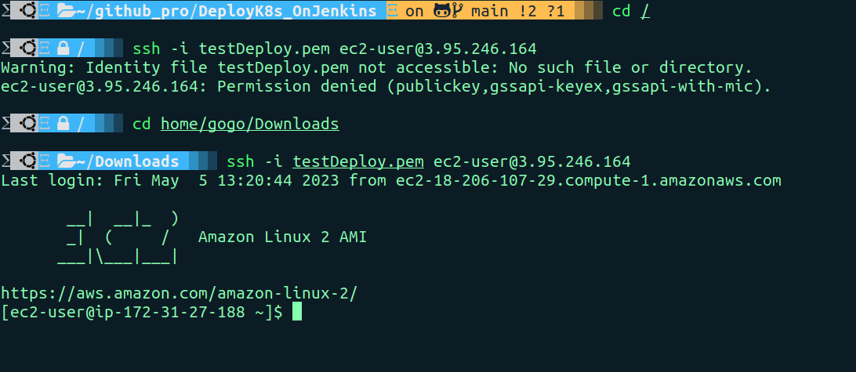 ~/github_pro/DeployK8s_OnJenkins on main !2 ?1 cd /
/ ssh -i testDeploy.pem ec2-user@3.95.246.164
Warning: Identity file testDeploy.pem not accessible: No such file or directory.
ec2-user@3.95.246.164: Permission denied (publickey,gssapi-keyex,gssapi-with-mic).
/ cd home/gogo/Downloads
~/Downloads ssh -i testDeploy.pem ec2-user@3.95.246.164
Last login: Fri May  5 13:20:44 2023 from ec2-18-206-107-29.compute-1.amazonaws.com
       __|  __|_  )
       _|  (     /   Amazon Linux 2 AMI
      ___|\___|___|
https://aws.amazon.com/amazon-linux-2/
[ec2-user@ip-172-31-27-188 ~]$